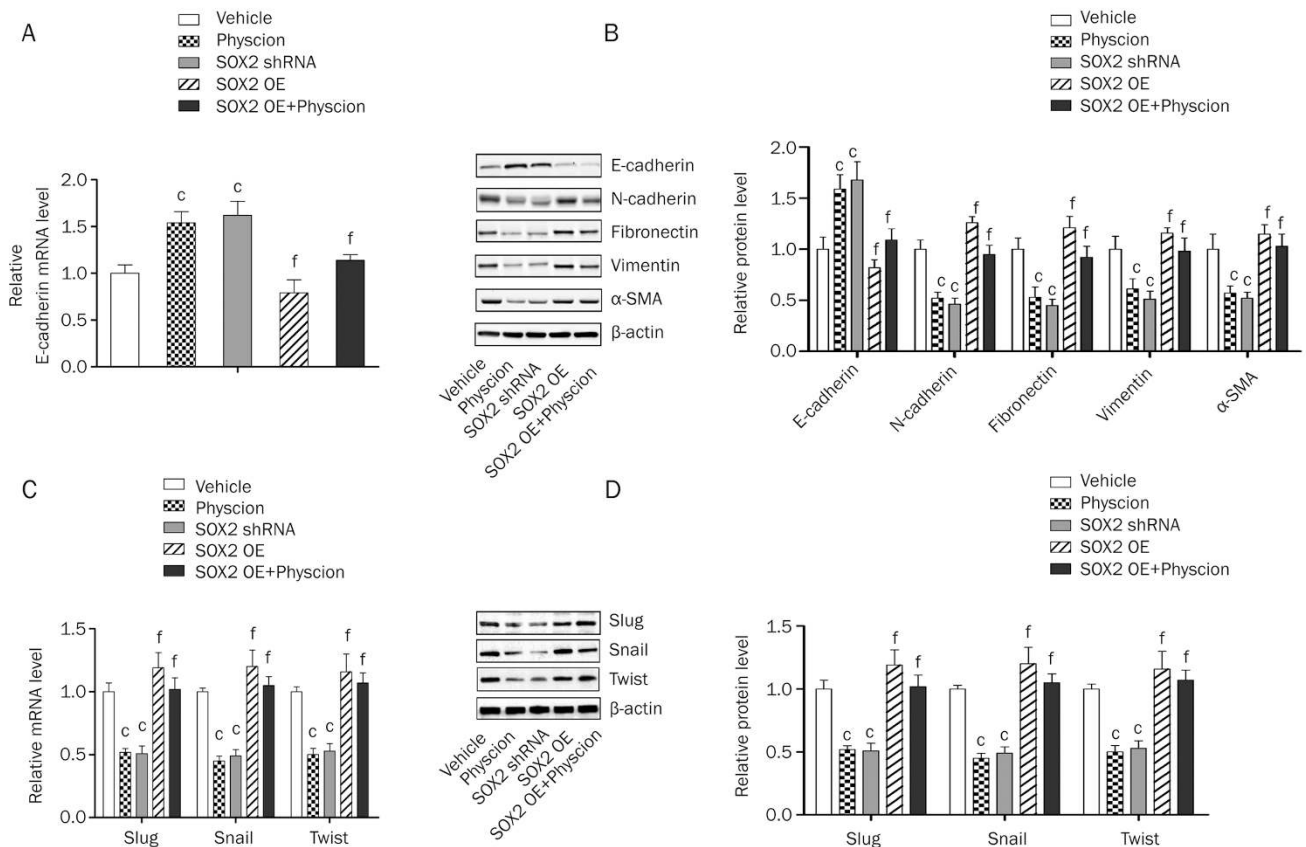 A
Vehicle
Physcion
SOX2 shRNA
SOX2 OE
SOX2 OE+Physcion
Relative
E-cadherin mRNA level
2.0
1.5
1.0
0.5
0.0
c
c
f
f
E-cadherin
N-cadherin
Fibronectin
Vimentin
α-SMA
β-actin
Vehicle
Physcion
SOX2 shRNA
SOX2 OE
SOX2 OE+Physcion
B
Vehicle
Physcion
SOX2 shRNA
SOX2 OE
SOX2 OE+Physcion
Relative protein level
2.0
1.5
1.0
0.5
0.0
c c f f
c c f f
c c f f
c c f f
c c f f
E-cadherin
N-cadherin
Fibronectin
Vimentin
α-SMA
C
Vehicle
Physcion
SOX2 shRNA
SOX2 OE
SOX2 OE+Physcion
Relative mRNA level
1.5
1.0
0.5
0.0
c c f f
c c f f
c c f f
Slug Snail Twist
Slug
Snail
Twist
β-actin
Vehicle
Physcion
SOX2 shRNA
SOX2 OE
SOX2 OE+Physcion
D
Vehicle
Physcion
SOX2 shRNA
SOX2 OE
SOX2 OE+Physcion
Relative protein level
1.5
1.0
0.5
0.0
c c f f
c c f f
c c f f
Slug Snail Twist